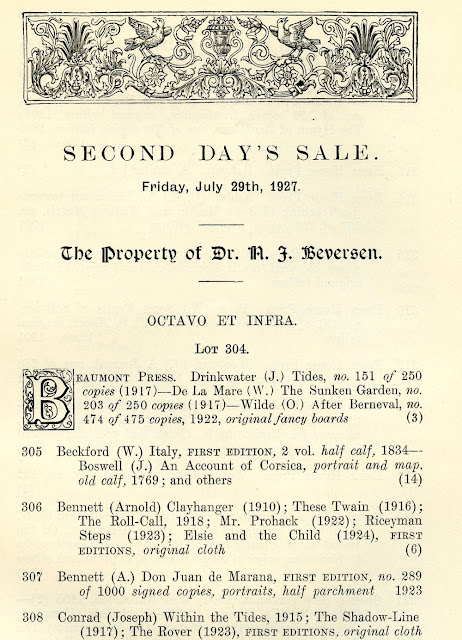 SECOND DAY'S SALE.
Friday, July 29th, 1927.
The Property of Dr. N. J. Beversen.
OCTAVO ET INFRA.
LOT 304.
BEAUMONT PRESS. Drinkwater (J.) Tides, no. 151 of 250
copies (1917)—De La Mare (W.) The Sunken Garden, no.
203 of 250 copies (1917)—Wilde (O.) After Berneval, no.
474 of 475 copies, 1922, original fancy boards (3)
305 Beckford (W.) Italy, FIRST EDITION, 2 vol. half calf, 1834—
Boswell (J.) An Account of Corsica, portrait and map,
old calf, 1769; and others (14)
306 Bennett (Arnold) Clayhanger (1910); These Twain (1916);
The Roll-Call, 1918; Mr. Prohack (1922); Riceyman
Steps (1923); Elsie and the Child (1924), FIRST
EDITIONS, original cloth (6)
307 Bennett (A.) Don Juan de Marana, FIRST EDITION, no. 289
of 1000 signed copies, portraits, half parchment 1923
308 Conrad (Joseph) Within the Tides, 1915; The Shadow-Line
(1917); The Rover (1923), FIRST EDITIONS, original cloth